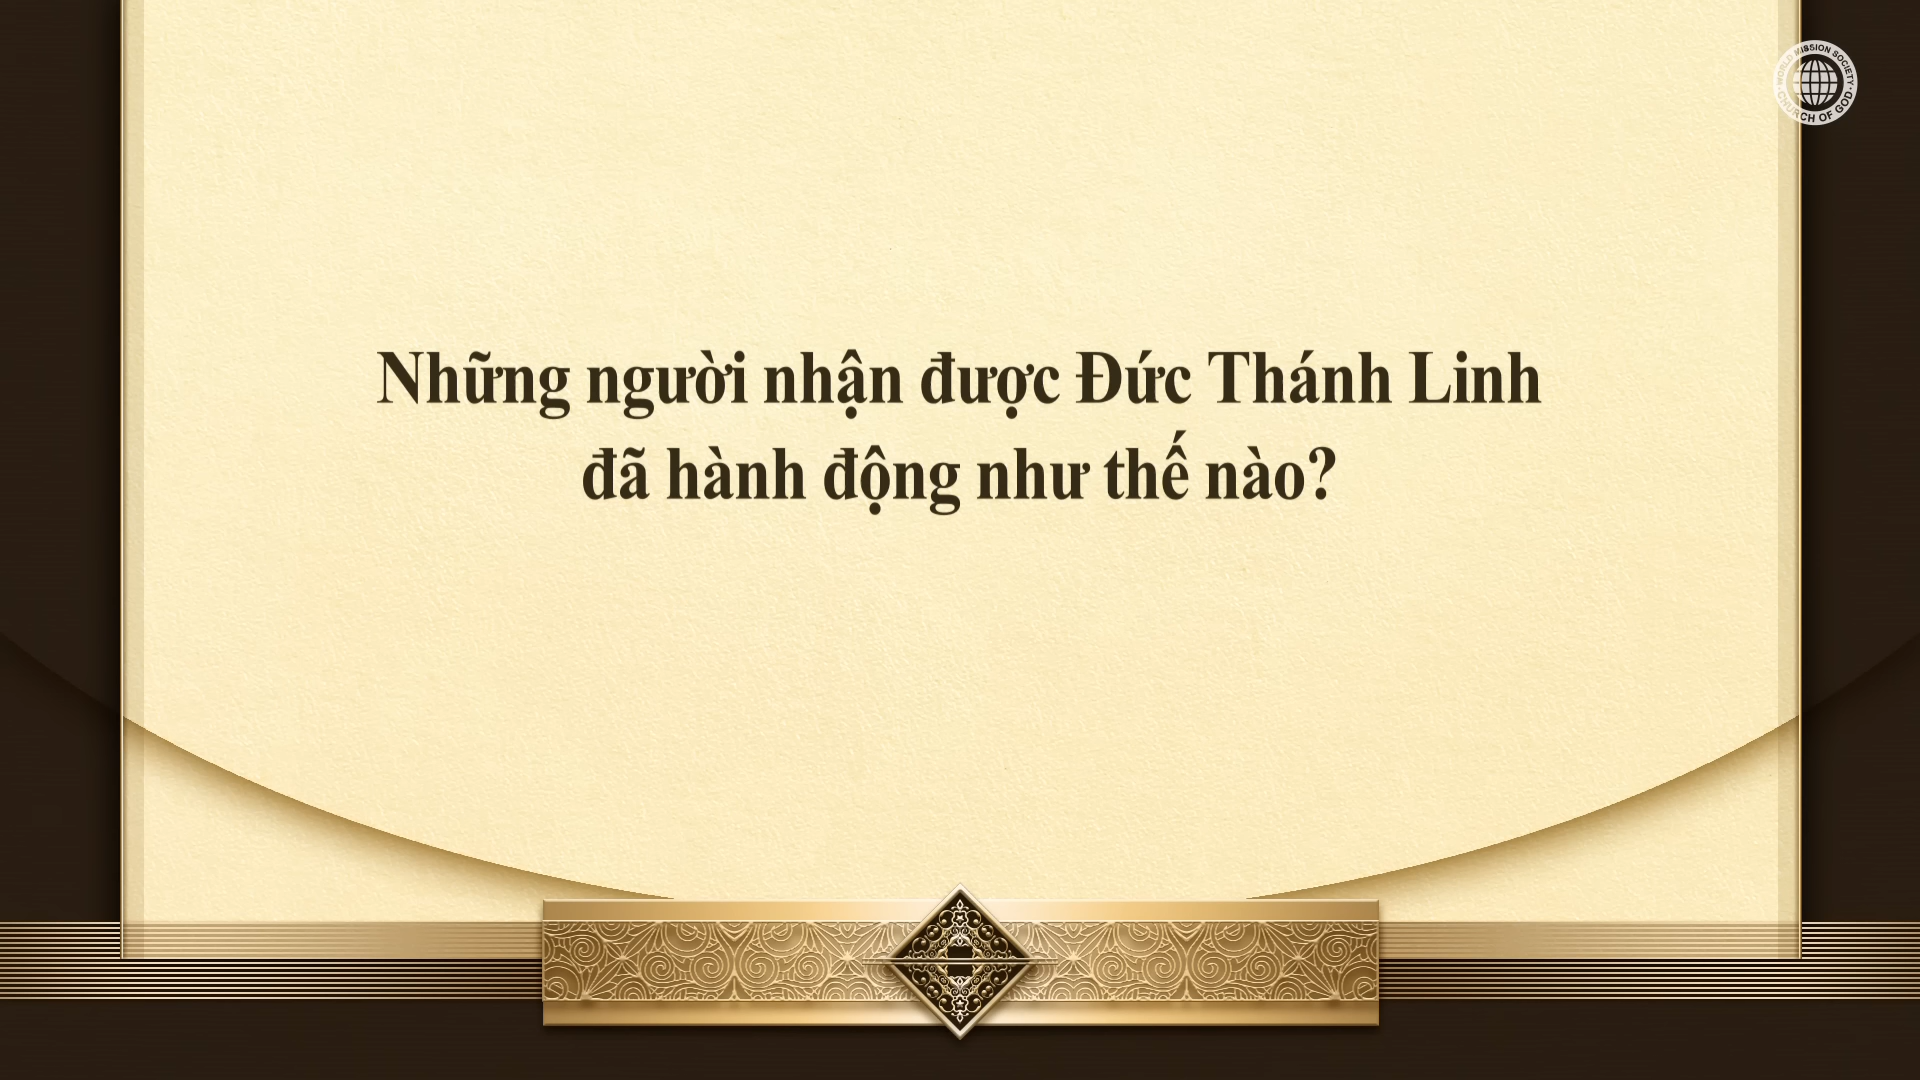 WORLD MISSION SOCIETY
CHURCH OF GOD
Những người nhận được Đức Thánh Linh
đã hành động như thế nào?